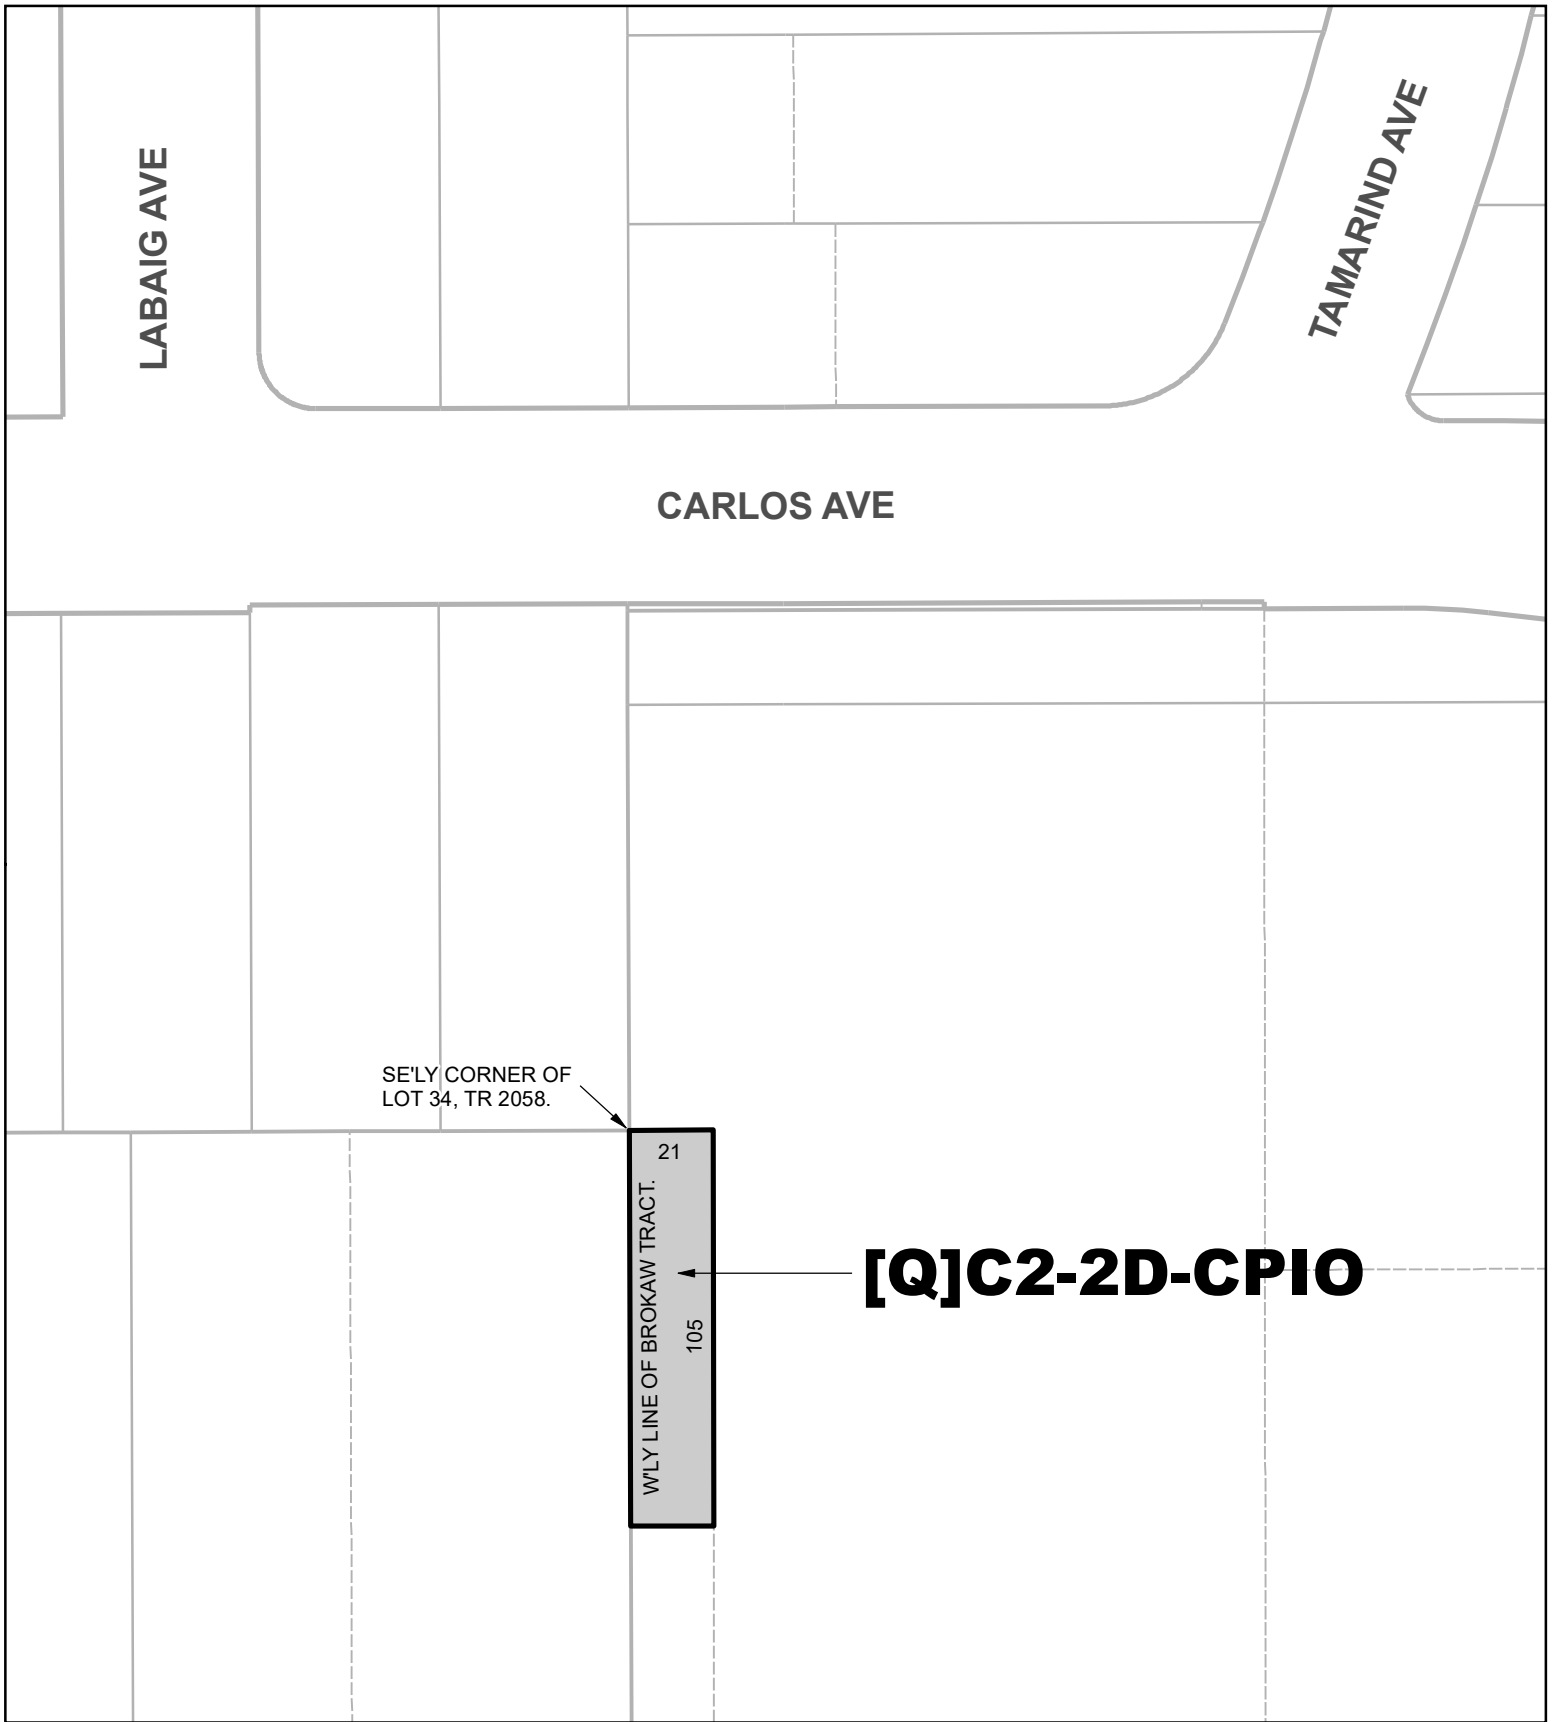 LABAIG AVE
TAMARIND AVE
CARLOS AVE
SE'LY CORNER OF
LOT 34, TR 2058.
21
W'LY LINE OF BROKAW TRACT.
105
[Q]C2-2D-CPIO